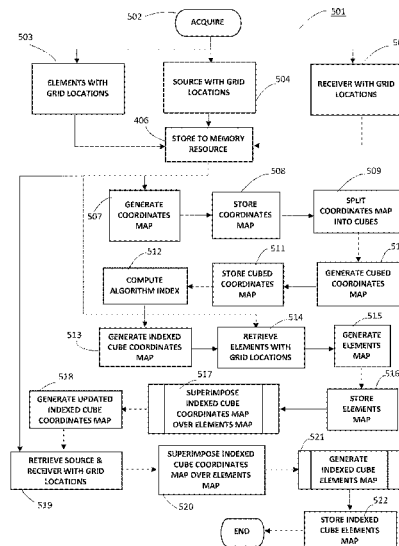 501
502
ACQUIRE
503
ELEMENTS WITH
GRID LOCATIONS
SOURCE WITH GRID
LOCATIONS
504
RECEIVER WITH GRID
LOCATIONS
406
STORE TO MEMORY
RESOURCE
507
GENERATE
COORDINATES
MAP
508
STORE
COORDINATES
MAP
509
SPLIT
COORDINATES MAP
INTO CUBES
512
COMPUTE
ALGORITHM INDEX
511
STORE CUBED
COORDINATES
MAP
GENERATE CUBED
COORDINATES
MAP
513
GENERATE INDEXED
CUBE COORDINATES
MAP
514
RETRIEVE
ELEMENTS WITH
GRID LOCATIONS
515
GENERATE
ELEMENTS
MAP
518
GENERATE UPDATED
INDEXED CUBE
COORDINATES MAP
517
SUPERIMPOSE
INDEXED CUBE
COORDINATES MAP
OVER ELEMENTS MAP
516
STORE
ELEMENTS
MAP
519
RETRIEVE SOURCE &
RECEIVER WITH GRID
LOCATIONS
SUPERIMPOSE INDEXED
CUBE COORDINATES
MAP OVER ELEMENTS
MAP
520
521
GENERATE
INDEXED CUBE
ELEMENTS MAP
522
STORE INDEXED
CUBE ELEMENTS
MAP
END